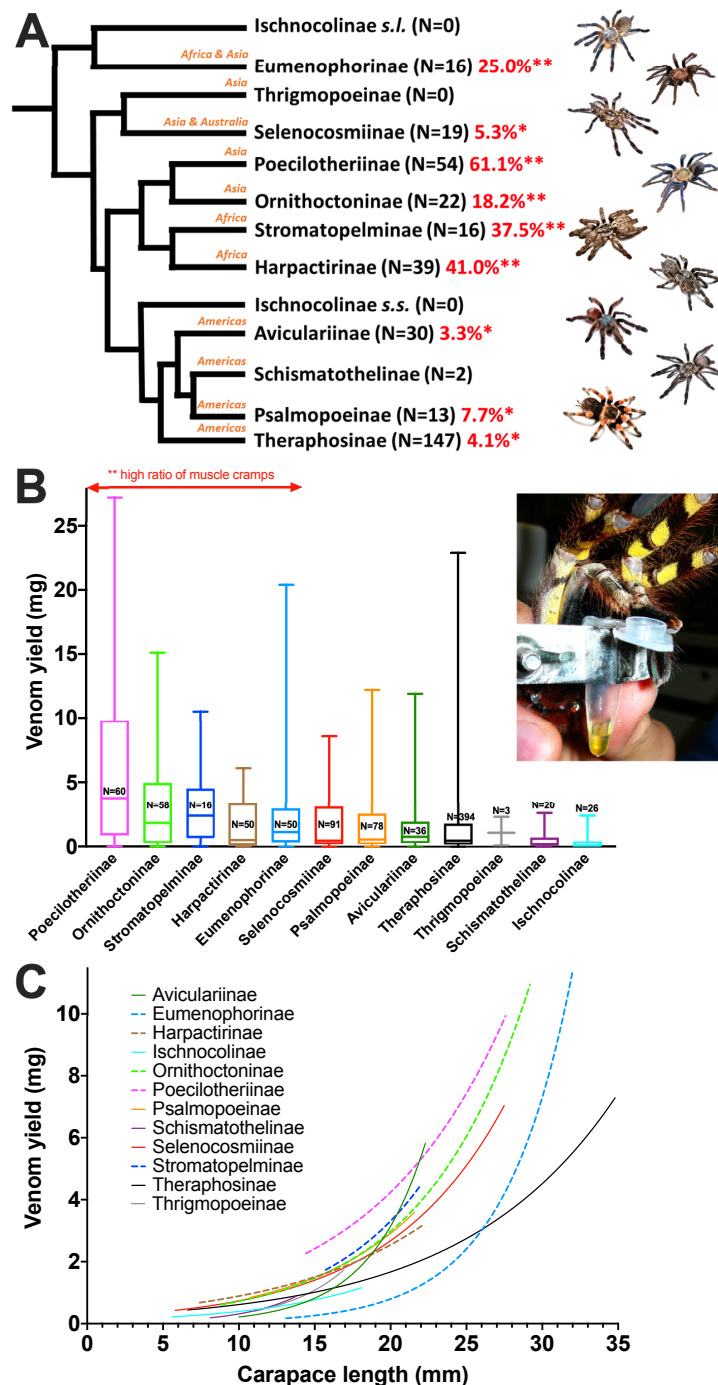 A
Ischnocolinae s.l. (N=0)
Africa & Asia
Eumenophorinae (N=16) 25.0%**
Asia
Thrigmopoeinae (N=0)
Asia & Australia
Selenocosmiinae (N=19) 5.3%*
Asia
Poecilotheriinae (N=54) 61.1%**
Asia
Ornithoctoninae (N=22) 18.2%**
Africa
Stromatopelminae (N=16) 37.5%**
Africa
Harpactirinae (N=39) 41.0%**
Ischnocolinae s.s. (N=0)
Americas
Aviculariinae (N=30) 3.3%*
Americas
Schismatothelinae (N=2)
Americas
Psalmopoeinae (N=13) 7.7%*
Americas
Theraphosinae (N=147) 4.1%*
B
** high ratio of muscle cramps
Venom yield (mg)
25
20
15
10
5
0
N=60
N=58
N=16
N=50
N=50
N=91
N=78
N=36
N=394
N=3
N=20
N=26
Poecilotheriinae
Ornithoctoninae
Stromatopelminae
Harpactirinae
Eumenophorinae
Selenocosmiinae
Psalmopoeinae
Aviculariinae
Theraphosinae
Thrigmopoeinae
Schismatothelinae
Ischnocolinae
C
Venom yield (mg)
10
8
6
4
2
0
Aviculariinae
Eumenophorinae
Harpactirinae
Ischnocolinae
Ornithoctoninae
Poecilotheriinae
Psalmopoeinae
Schismatothelinae
Selenocosmiinae
Stromatopelminae
Theraphosinae
Thrigmopoeinae
0 5 10 15 20 25 30 35
Carapace length (mm)